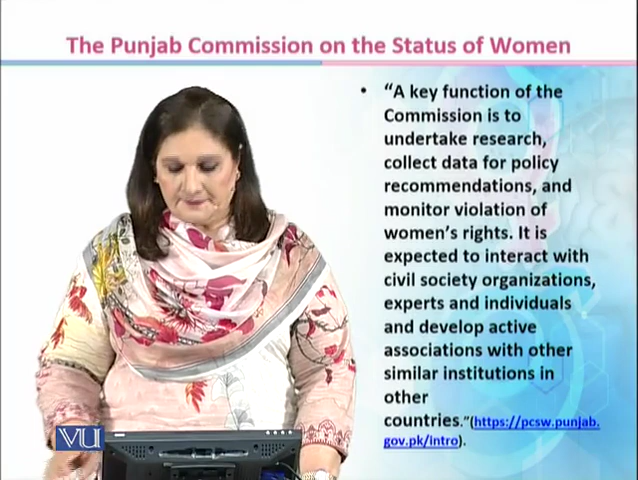 The Punjab Commission on the Status of Women
• “A key function of the
Commission is to
undertake research,
collect data for policy
recommendations, and
monitor violation of
women’s rights. It is
expected to interact with
civil society organizations,
experts and individuals
and develop active
associations with other
similar institutions in
other
countries.”(https://pcsw.punjab.
gov.pk/intro).
VU